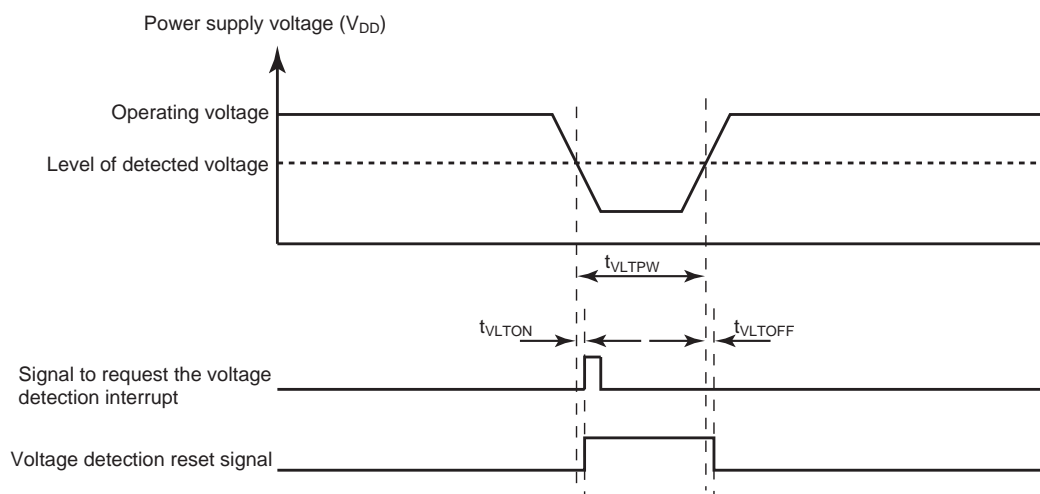 Power supply voltage (VDD)
Operating voltage
Level of detected voltage
tVLTPW
tVLTON
tVLTOFF
Signal to request the voltage
detection interrupt
Voltage detection reset signal